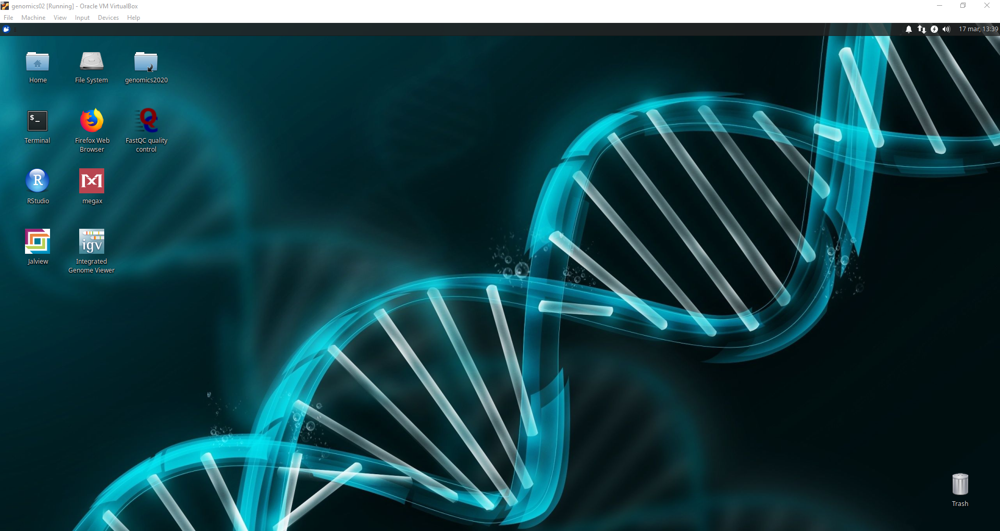 genomics02 [Running] - Oracle VM VirtualBox
File Machine View Input Devices Help
17 mar, 13:39
Home
File System
genomics2020
$_
Terminal
Firefox Web
Browser
Q
C
FastQC quality
control
R
RStudio
M
megax
Jalview
igv
Integrated
Genome Viewer
Trash